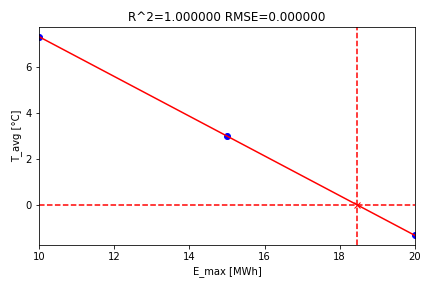 R^2=1.000000 RMSE=0.000000
T_avg [°C]
6
4
2
0
10 12 14 16 18 20
E_max [MWh]